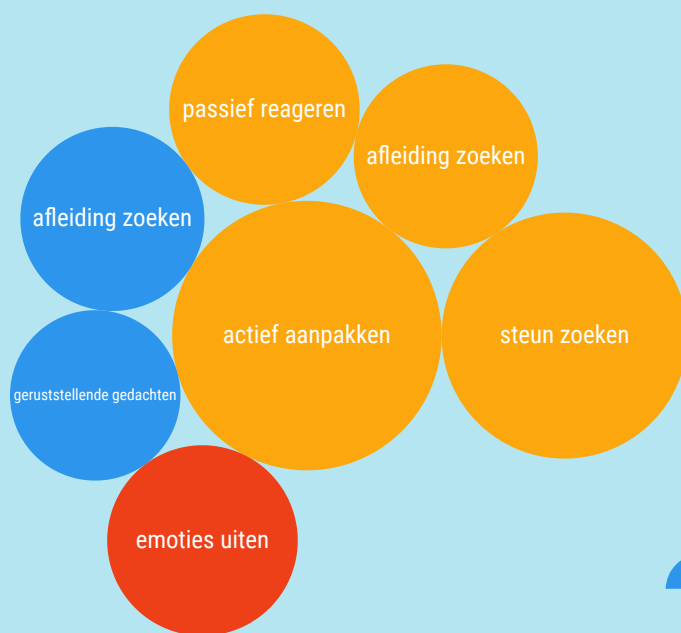 passief reageren
afleiding zoeken
afleiding zoeken
actief aanpakken
steun zoeken
geruststellende gedachten
emoties uiten